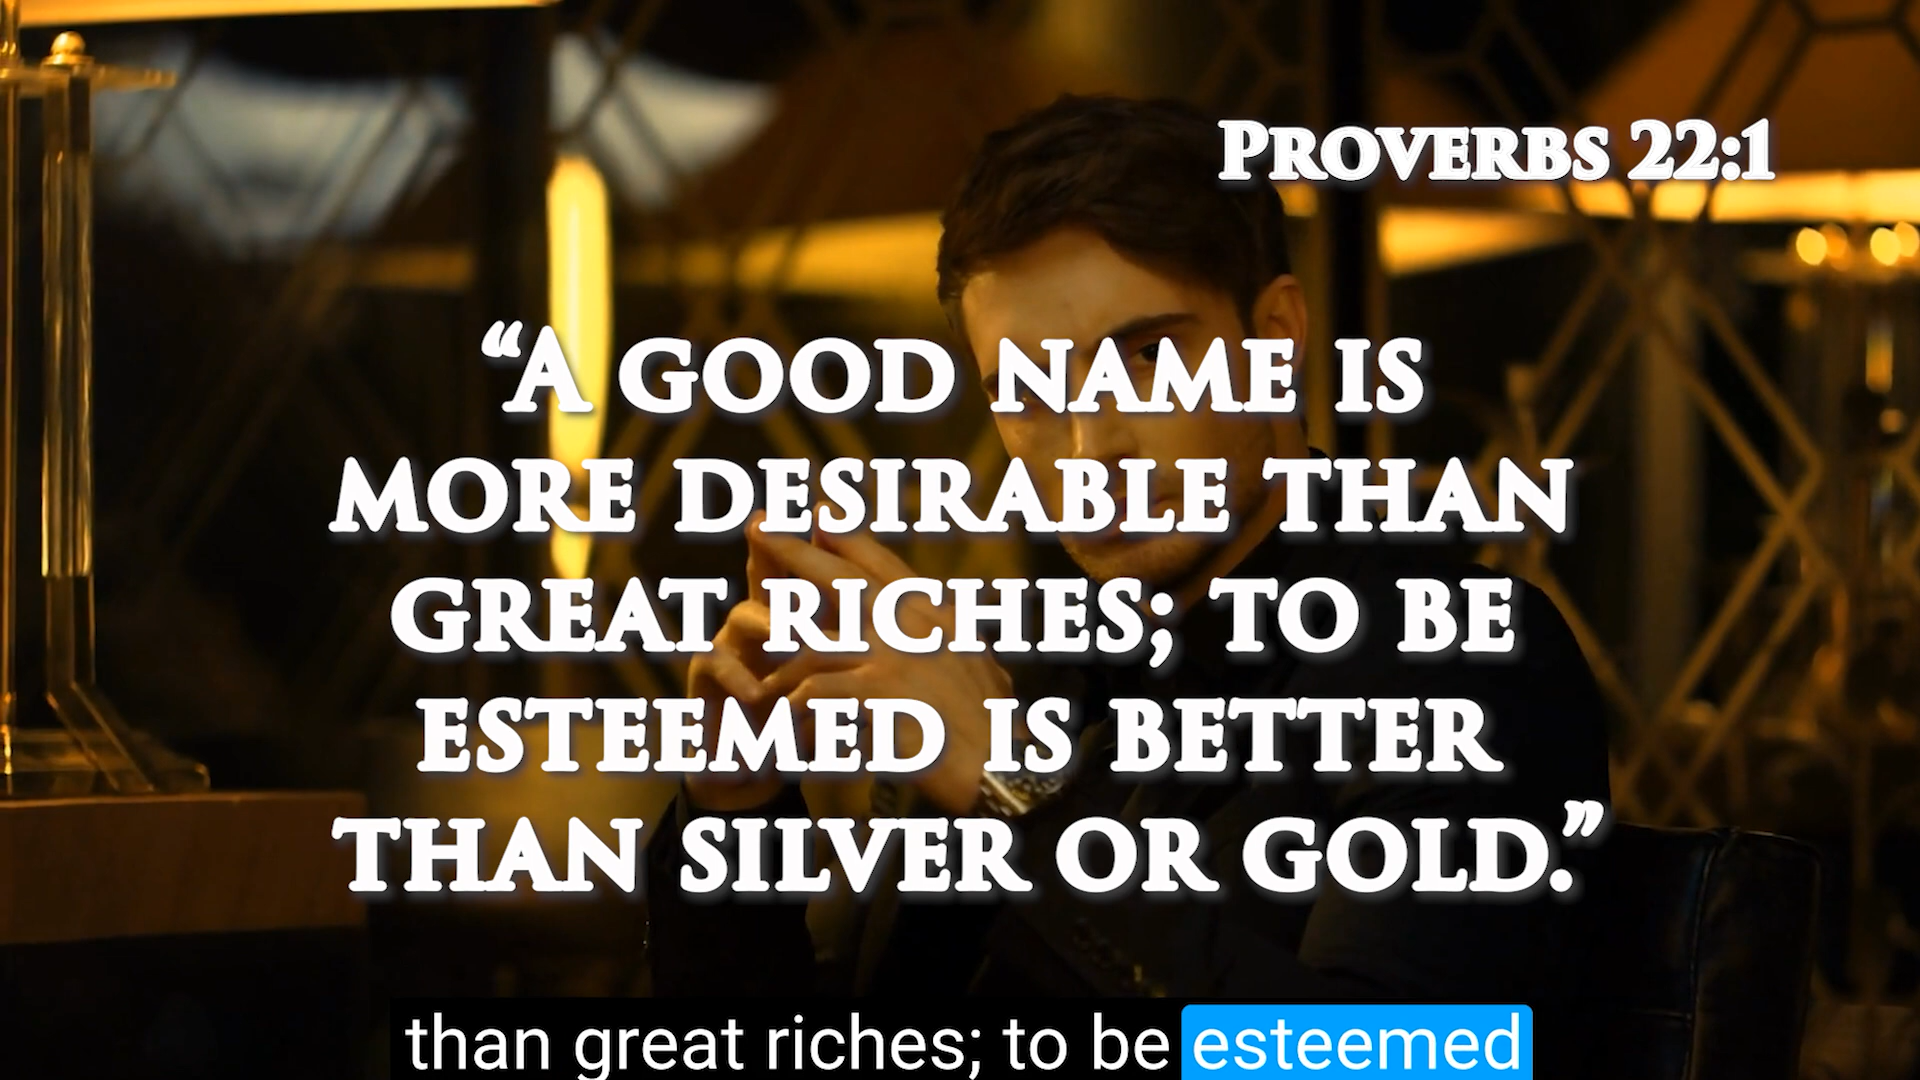 Proverbs 22:1
“A good name is
more desirable than
great riches; to be
esteemed is better
than silver or gold.”
than great riches; to be esteemed